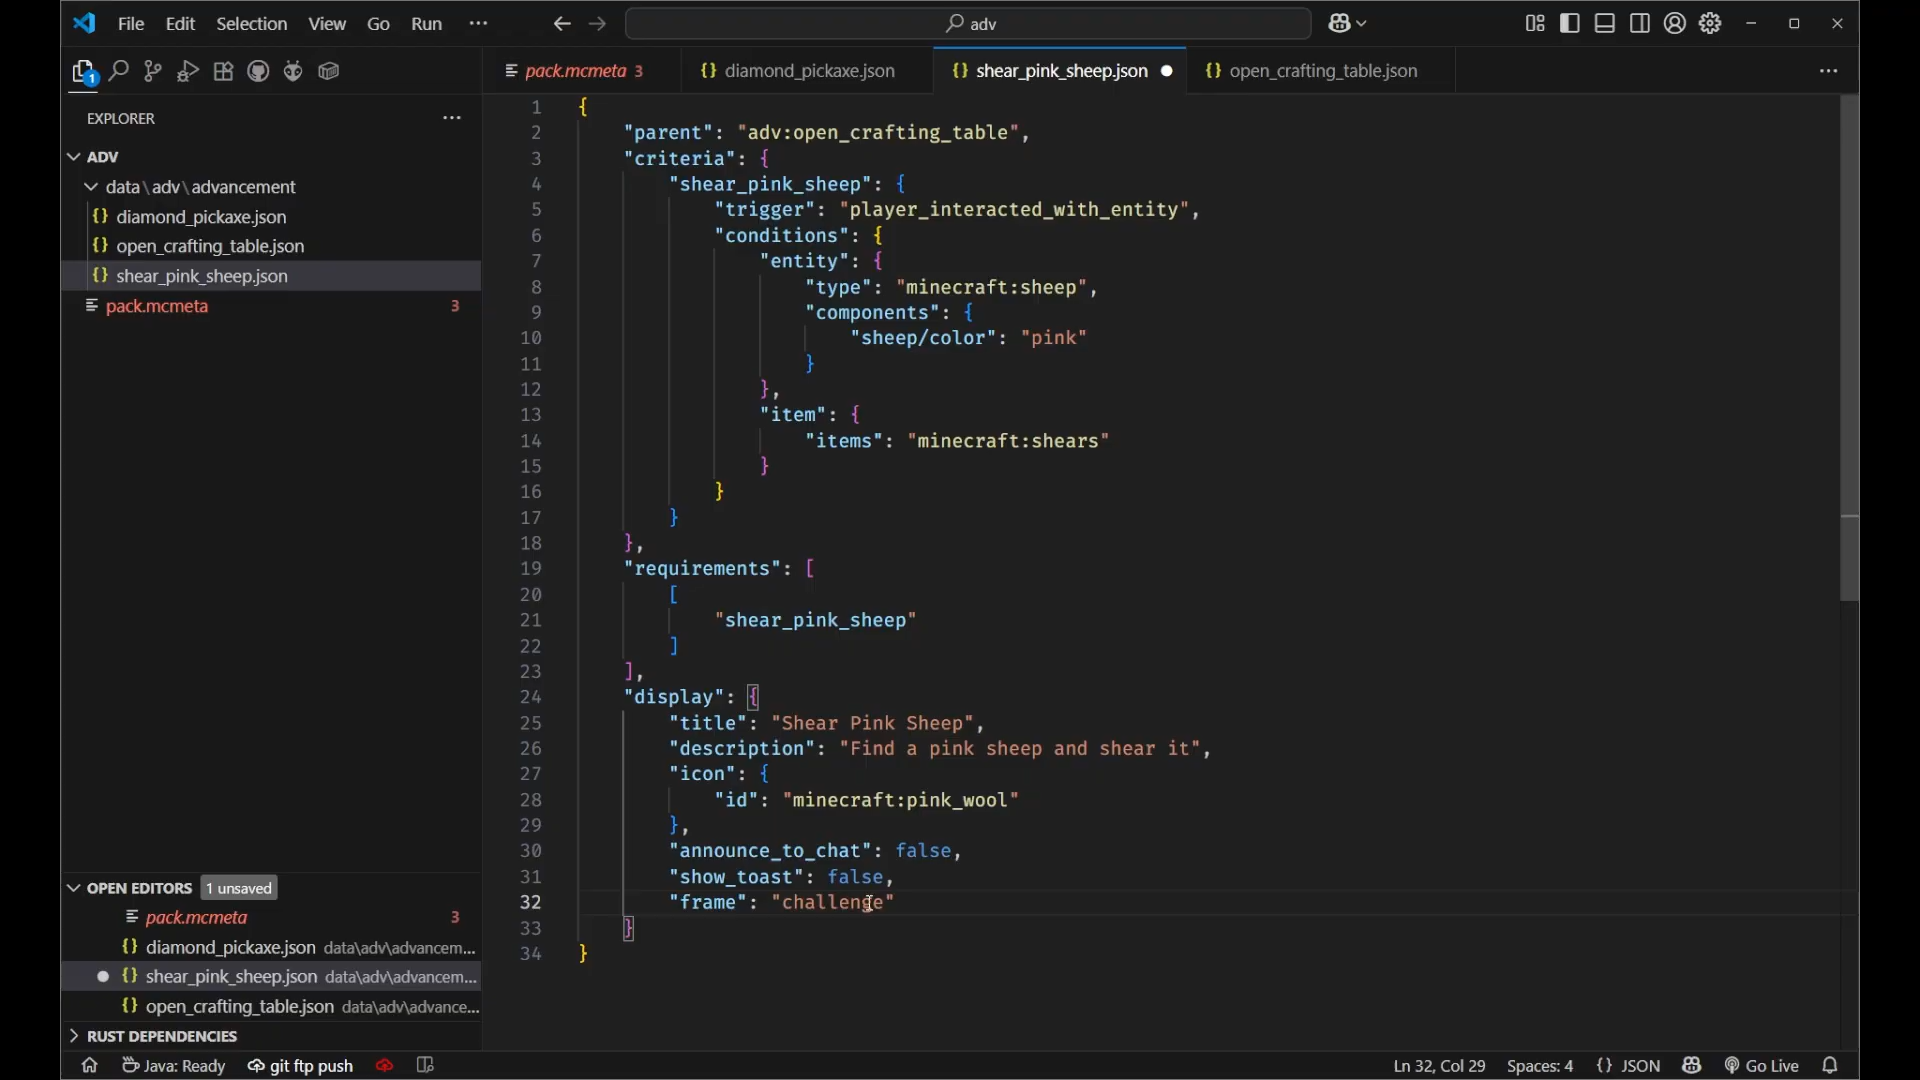 File Edit Selection View Go Run ··· adv
EXPLORER ···
ADV
data\adv\advancement
{} diamond_pickaxe.json
{} open_crafting_table.json
{} shear_pink_sheep.json
pack.mcmeta 3
OPEN EDITORS 1 unsaved
pack.mcmeta 3
{} diamond_pickaxe.json data\adv\advancem...
{} shear_pink_sheep.json data\adv\advancem...
{} open_crafting_table.json data\adv\advance...
RUST DEPENDENCIES
pack.mcmeta 3 {} diamond_pickaxe.json {} shear_pink_sheep.json {} open_crafting_table.json ···
1 {
2 "parent": "adv:open_crafting_table",
3 "criteria": {
4 "shear_pink_sheep": {
5 "trigger": "player_interacted_with_entity",
6 "conditions": {
7 "entity": {
8 "type": "minecraft:sheep",
9 "components": {
10 "sheep/color": "pink"
11 }
12 },
13 "item": {
14 "items": "minecraft:shears"
15 }
16 }
17 }
18 },
19 "requirements": [
20 [
21 "shear_pink_sheep"
22 ]
23 ],
24 "display": {
25 "title": "Shear Pink Sheep",
26 "description": "Find a pink sheep and shear it",
27 "icon": {
28 "id": "minecraft:pink_wool"
29 },
30 "announce_to_chat": false,
31 "show_toast": false,
32 "frame": "challenge"
33 }
34 }
Java: Ready git ftp push Ln 32, Col 29 Spaces: 4 {} JSON Go Live